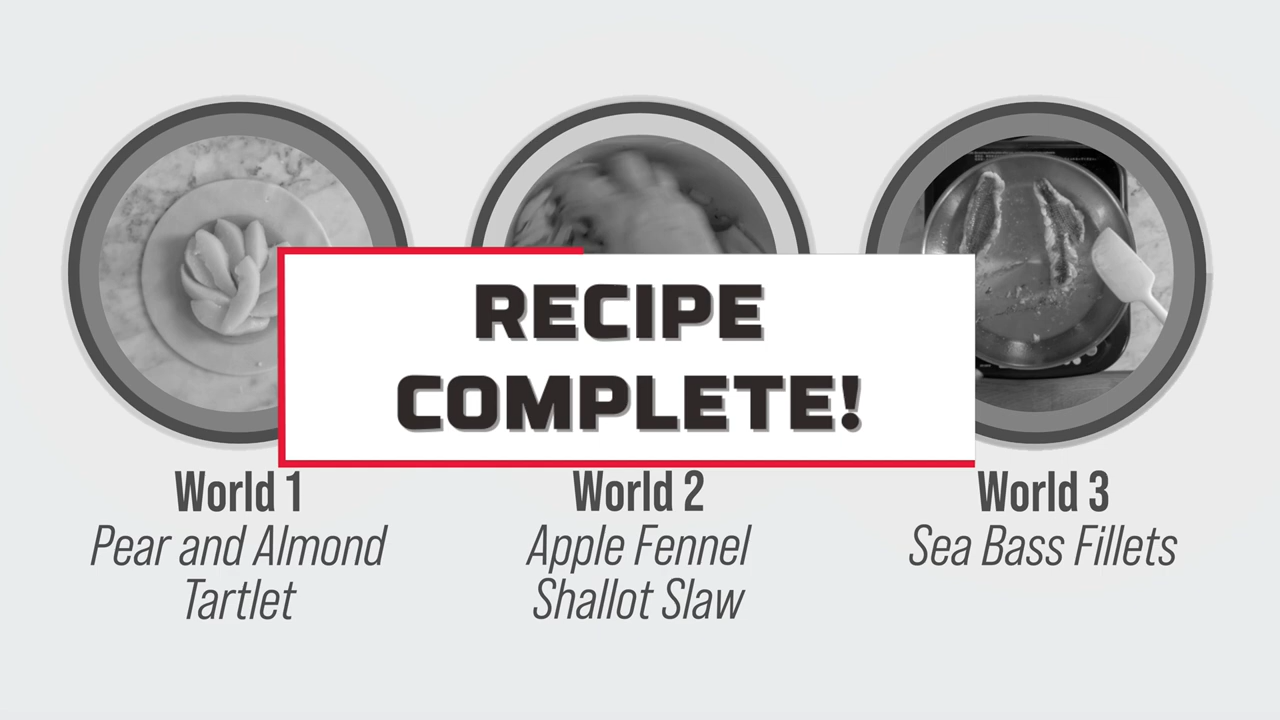 RECIPE
COMPLETE!
World 1
Pear and Almond
Tartlet
World 2
Apple Fennel
Shallot Slaw
World 3
Sea Bass Fillets